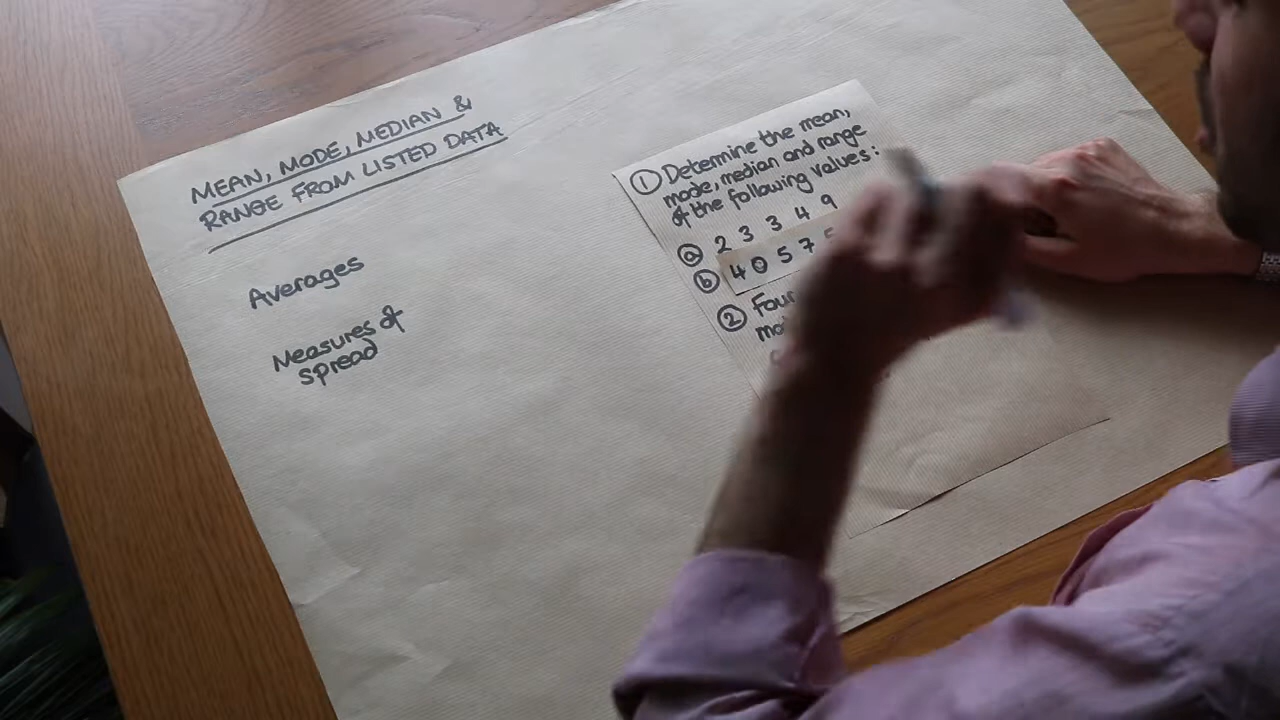 MEAN, MODE, MEDIAN &
RANGE FROM LISTED DATA
Averages
Measures of
spread
① Determine the mean,
mode, median and range
of the following values:
ⓐ 2 3 3 4 9
ⓑ 4 0 5 7
②